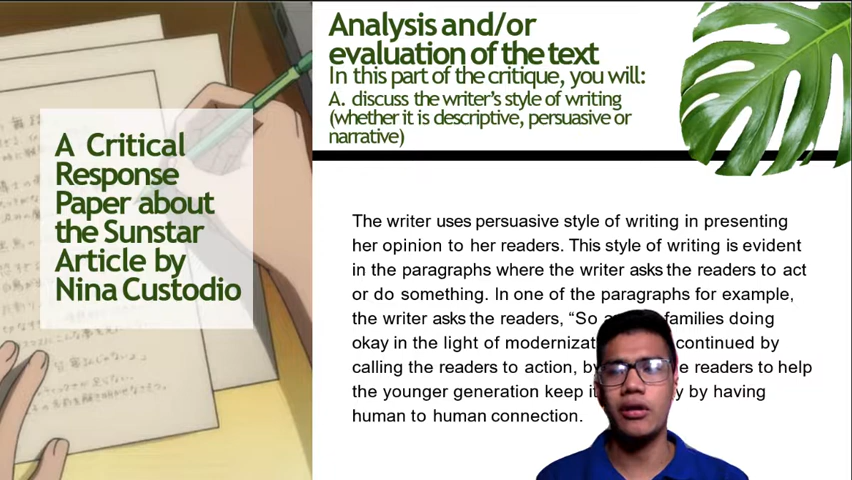 A Critical
Response
Paper about
the Sunstar
Article by
Nina Custodio
Analysis and/or
evaluation of the text
In this part of the critique, you will:
A. discuss the writer's style of writing
(whether it is descriptive, persuasive or
narrative)
The writer uses persuasive style of writing in presenting
her opinion to her readers. This style of writing is evident
in the paragraphs where the writer asks the readers to act
or do something. In one of the paragraphs for example,
the writer asks the readers, “So families doing
okay in the light of continued by
calling the readers to action, readers to help
the younger generation keep by having
human to human connection.